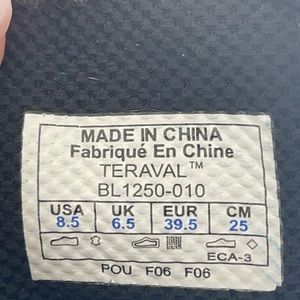 MADE IN CHINA
Fabriqué En Chine
TERAVAL™
BL1250-010
USA UK EUR CM
8.5 6.5 39.5 25
ECA-3
POU F06 F06